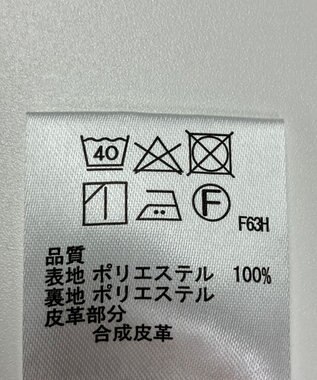 40
F
F63H
品質
表地 ポリエステル 100%
裏地 ポリエステル
皮革部分
合成皮革